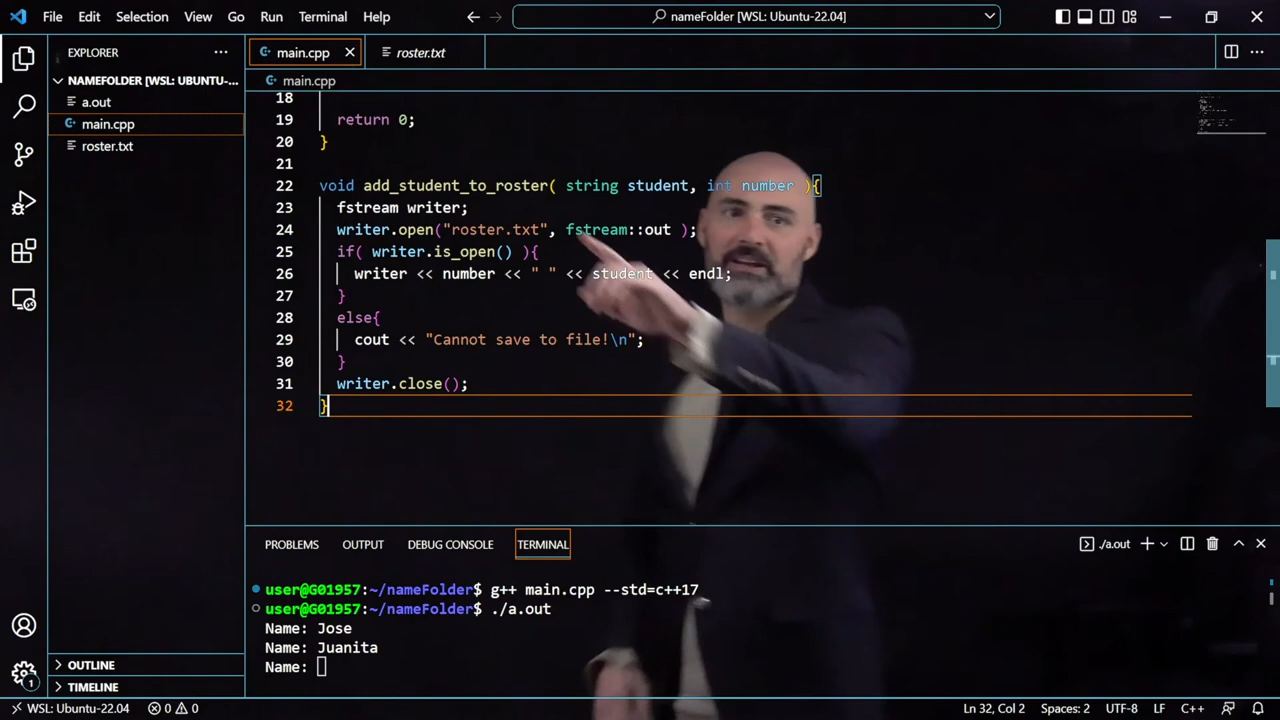 File Edit Selection View Go Run Terminal Help
nameFolder [WSL: Ubuntu-22.04]
EXPLORER
main.cpp
roster.txt
NAMEFOLDER [WSL: UBUNTU-...
a.out
main.cpp
roster.txt
main.cpp
18
19 return 0;
20 }
21
22 void add_student_to_roster( string student, int number ){
23 fstream writer;
24 writer.open("roster.txt", fstream::out );
25 if( writer.is_open() ){
26 writer << number << " " << student << endl;
27 }
28 else{
29 cout << "Cannot save to file!\n";
30 }
31 writer.close();
32 }
PROBLEMS OUTPUT DEBUG CONSOLE TERMINAL
./a.out
user@G01957:~/nameFolder$ g++ main.cpp --std=c++17
user@G01957:~/nameFolder$ ./a.out
Name: Jose
Name: Juanita
Name:
OUTLINE
TIMELINE
1
WSL: Ubuntu-22.04 0 0 Ln 32, Col 2 Spaces: 2 UTF-8 LF C++